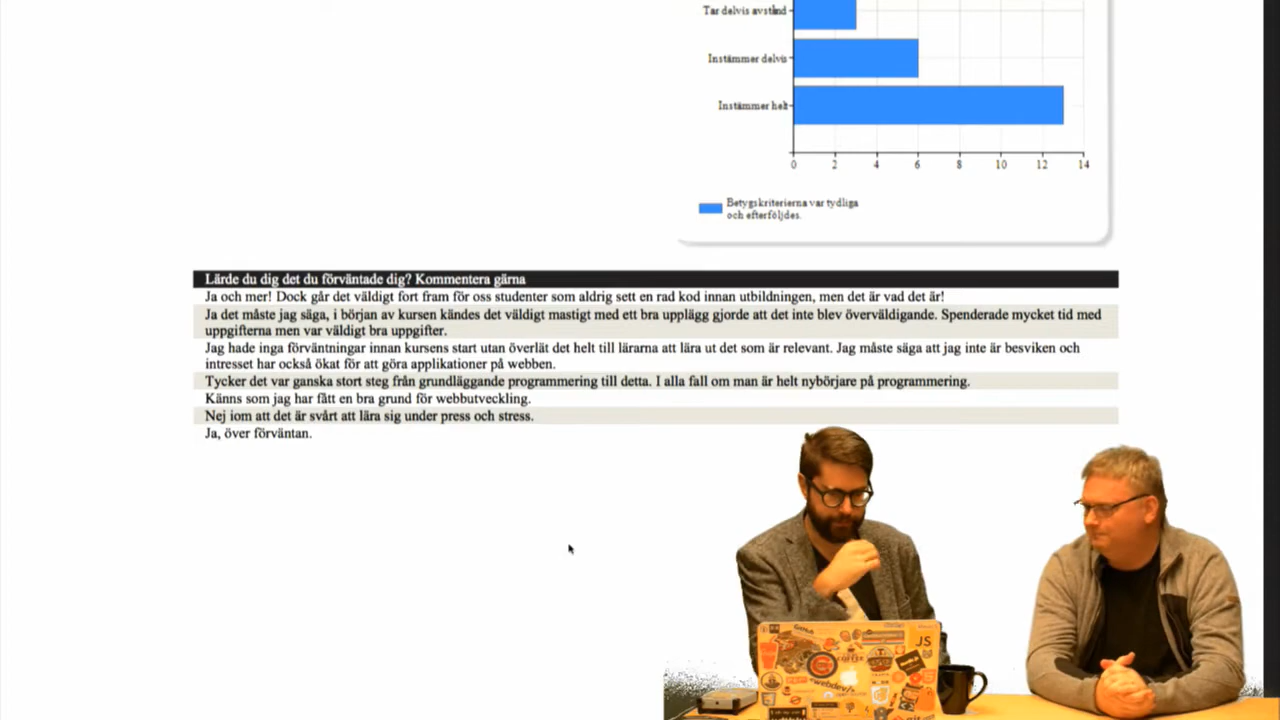 Tar delvis avstånd
Instämmer delvis
Instämmer helt
0 2 4 6 8 10 12 14
Betygskriterierna var tydliga
och efterföljdes.
Lärde du dig det du förväntade dig? Kommentera gärna
Ja och mer! Dock går det väldigt fort fram för oss studenter som aldrig sett en rad kod innan utbildningen, men det är vad det är!
Ja det måste jag säga, i början av kursen kändes det väldigt mastigt med ett bra upplägg gjorde att det inte blev överväldigande. Spenderade mycket tid med
uppgifterna men var väldigt bra uppgifter.
Jag hade inga förväntningar innan kursens start utan överlät det helt till lärarna att lära ut det som är relevant. Jag måste säga att jag inte är besviken och
intresset har också ökat för att göra applikationer på webben.
Tycker det var ganska stort steg från grundläggande programmering till detta. I alla fall om man är helt nybörjare på programmering.
Känns som jag har fått en bra grund för webbutveckling.
Nej iom att det är svårt att lära sig under press och stress.
Ja, över förväntan.
JS
COFFEE